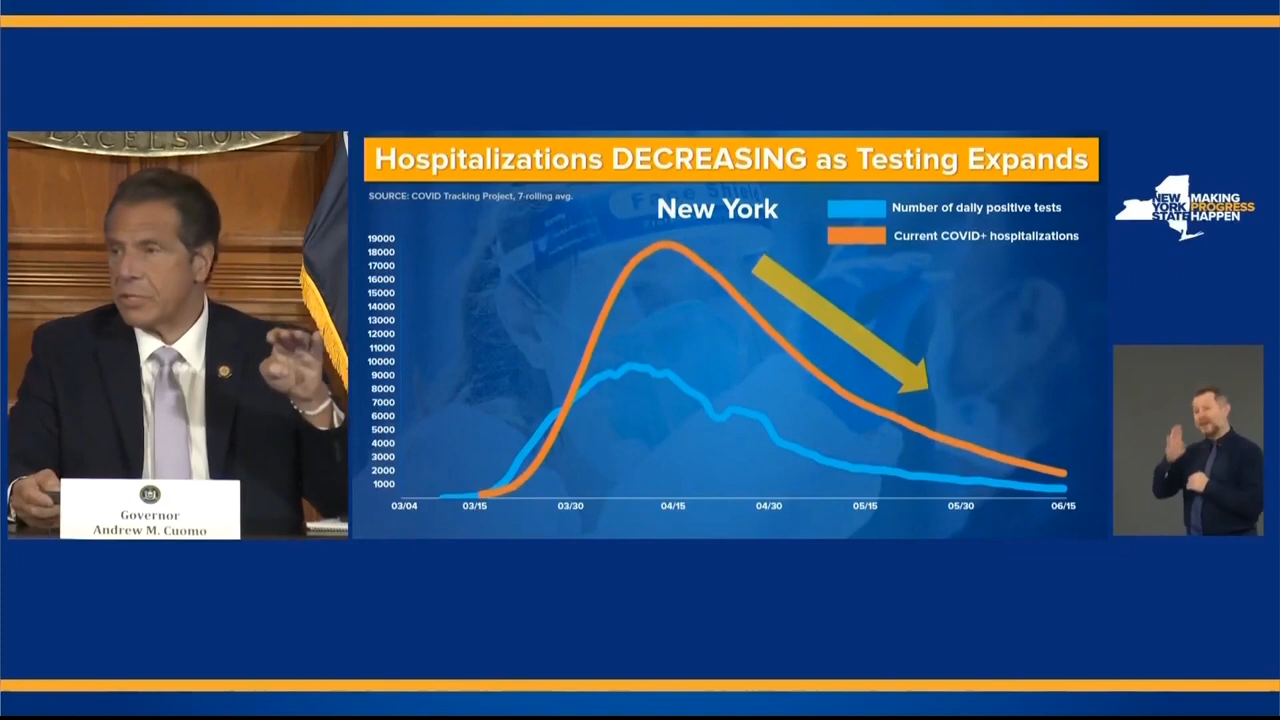 EXCELSIOR
Hospitalizations DECREASING as Testing Expands
SOURCE: COVID Tracking Project, 7-rolling avg.
Face Shield
New York
Number of daily positive tests
Current COVID+ hospitalizations
19000
18000
17000
16000
15000
14000
13000
12000
11000
10000
9000
8000
7000
6000
5000
4000
3000
2000
1000
03/04 03/15 03/30 04/15 04/30 05/15 05/30 06/15
NEW YORK STATE
MAKING
PROGRESS
HAPPEN
Governor
Andrew M. Cuomo